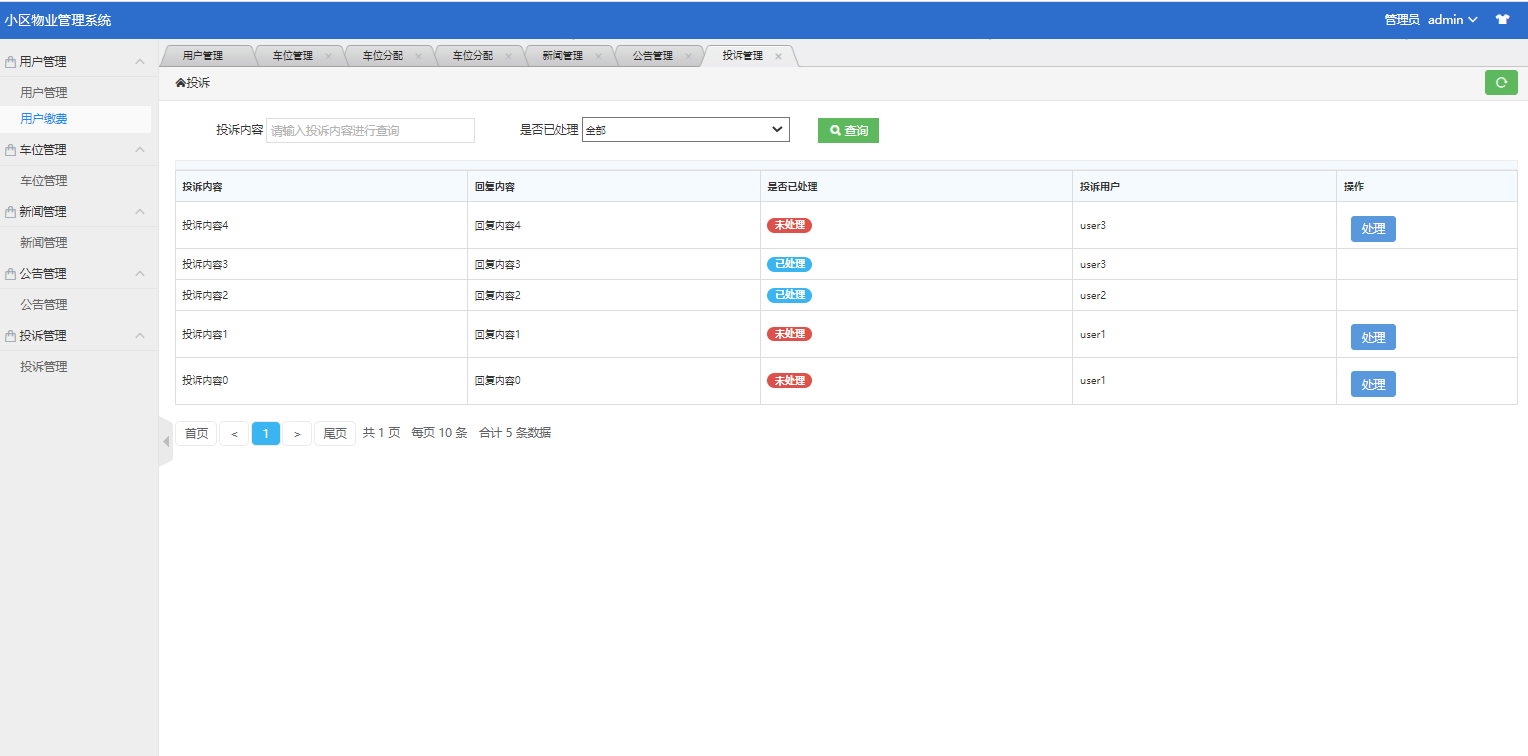 小区物业管理系统
管理员 admin
用户管理
用户管理
用户缴费
车位管理
车位管理
新闻管理
新闻管理
公告管理
公告管理
投诉管理
投诉管理
用户管理 车位管理 × 车位分配 × 车位分配 × 新闻管理 × 公告管理 × 投诉管理 ×
投诉
投诉内容 请输入投诉内容进行查询 是否已处理 全部 查询
投诉内容 回复内容 是否已处理 投诉用户 操作
投诉内容4 回复内容4 未处理 user3 处理
投诉内容3 回复内容3 已处理 user3
投诉内容2 回复内容2 已处理 user2
投诉内容1 回复内容1 未处理 user1 处理
投诉内容0 回复内容0 未处理 user1 处理
首页 < 1 > 尾页 共 1 页 每页 10 条 合计 5 条数据